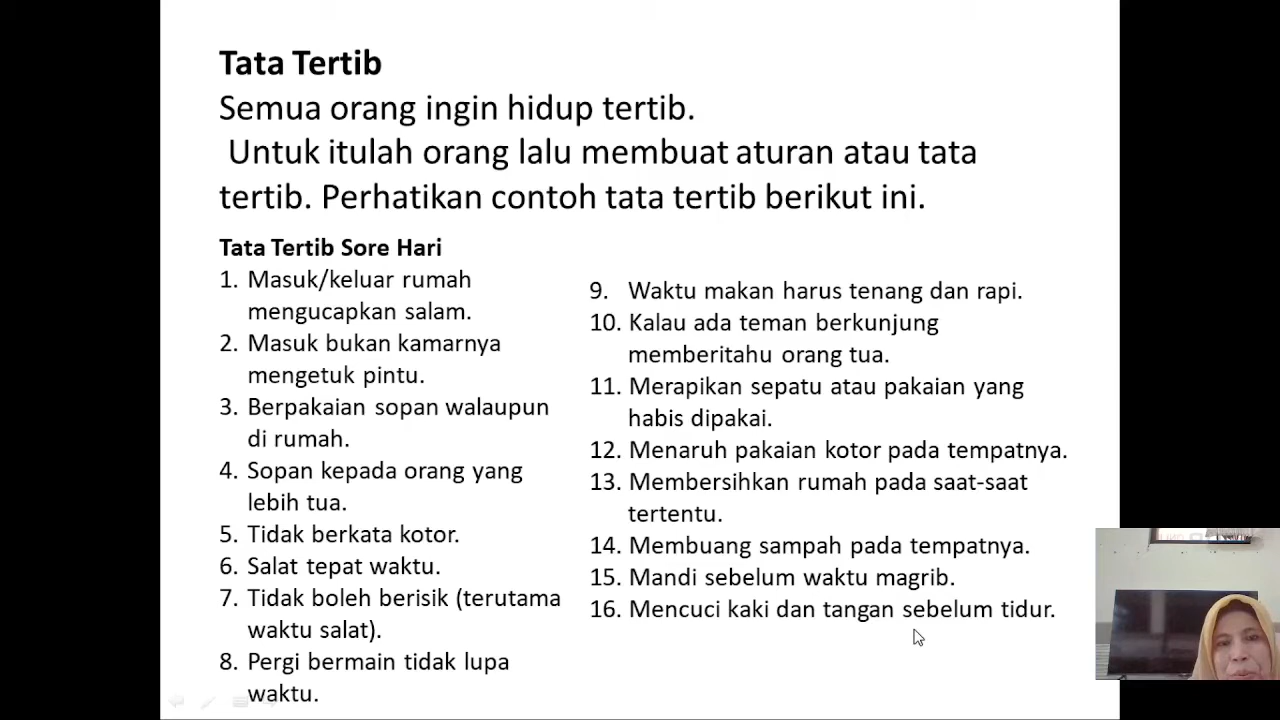 Tata Tertib
Semua orang ingin hidup tertib.
Untuk itulah orang lalu membuat aturan atau tata
tertib. Perhatikan contoh tata tertib berikut ini.
Tata Tertib Sore Hari
1. Masuk/keluar rumah
mengucapkan salam.
2. Masuk bukan kamarnya
mengetuk pintu.
3. Berpakaian sopan walaupun
di rumah.
4. Sopan kepada orang yang
lebih tua.
5. Tidak berkata kotor.
6. Salat tepat waktu.
7. Tidak boleh berisik (terutama
waktu salat).
8. Pergi bermain tidak lupa
waktu.
9. Waktu makan harus tenang dan rapi.
10. Kalau ada teman berkunjung
memberitahu orang tua.
11. Merapikan sepatu atau pakaian yang
habis dipakai.
12. Menaruh pakaian kotor pada tempatnya.
13. Membersihkan rumah pada saat-saat
tertentu.
14. Membuang sampah pada tempatnya.
15. Mandi sebelum waktu magrib.
16. Mencuci kaki dan tangan sebelum tidur.